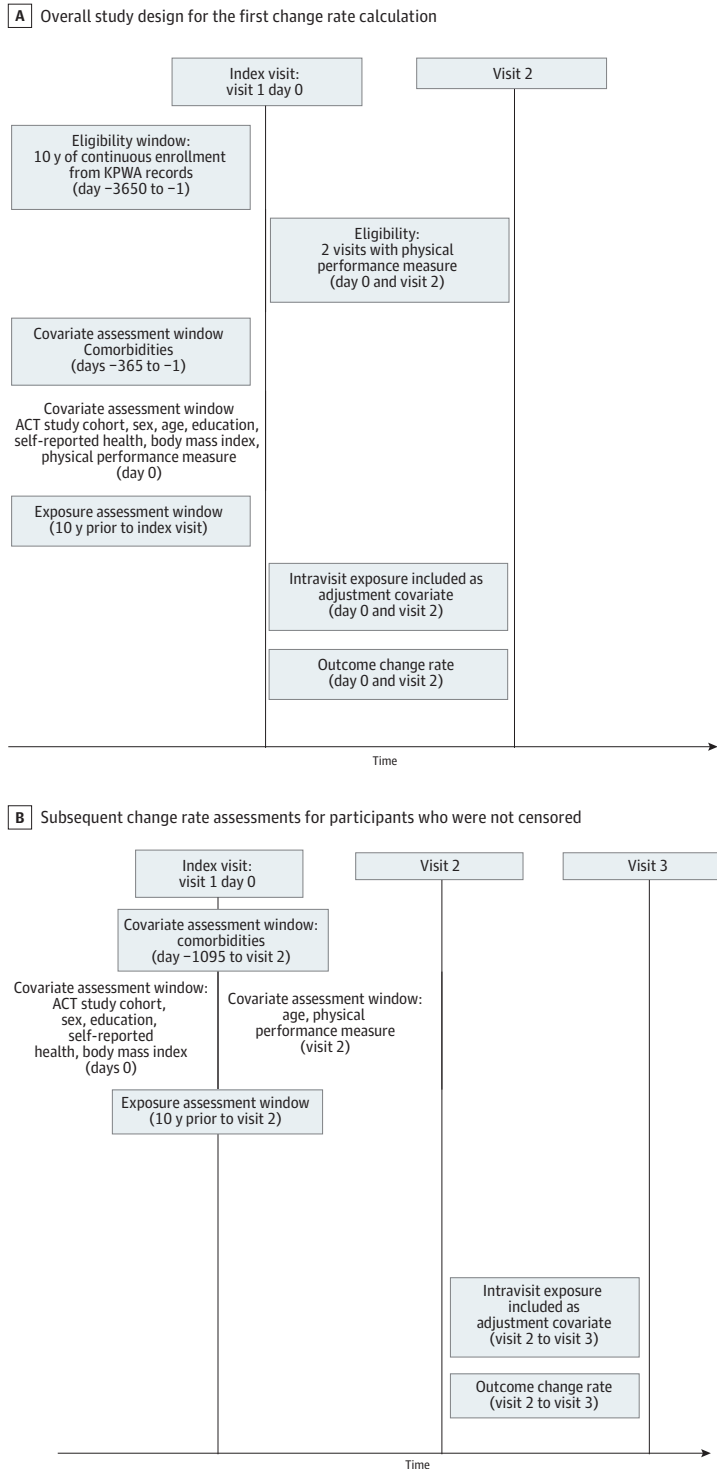 A Overall study design for the first change rate calculation
Index visit:
visit 1 day 0
Visit 2
Eligibility window:
10 y of continuous enrollment
from KPWA records
(day −3650 to −1)
Eligibility:
2 visits with physical
performance measure
(day 0 and visit 2)
Covariate assessment window
Comorbidities
(days −365 to −1)
Covariate assessment window
ACT study cohort, sex, age, education,
self-reported health, body mass index,
physical performance measure
(day 0)
Exposure assessment window
(10 y prior to index visit)
Intravisit exposure included as
adjustment covariate
(day 0 and visit 2)
Outcome change rate
(day 0 and visit 2)
Time
B Subsequent change rate assessments for participants who were not censored
Index visit:
visit 1 day 0
Visit 2
Visit 3
Covariate assessment window:
comorbidities
(day −1095 to visit 2)
Covariate assessment window:
ACT study cohort,
sex, education,
self-reported
health, body mass index
(days 0)
Covariate assessment window:
age, physical
performance measure
(visit 2)
Exposure assessment window
(10 y prior to visit 2)
Intravisit exposure
included as
adjustment covariate
(visit 2 to visit 3)
Outcome change rate
(visit 2 to visit 3)
Time